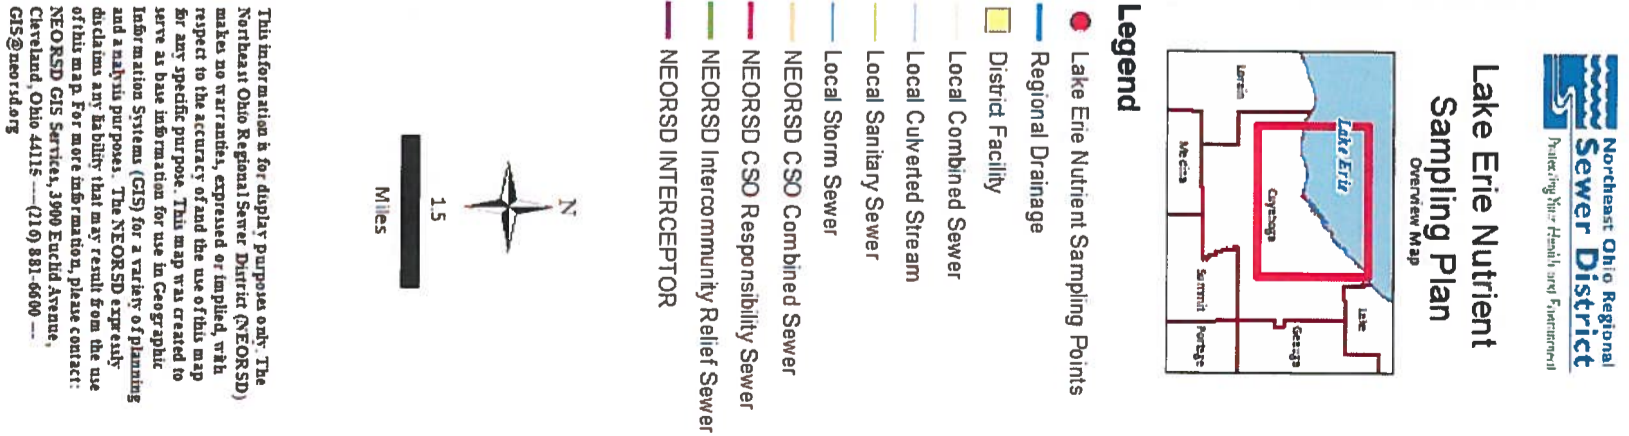 Northeast Ohio Regional
Sewer District
Protecting Your Health and Environment
Lake Erie Nutrient
Sampling Plan
Overview Map
Lake Erie
Lorain
Cuyahoga
Lake
Geauga
Medina
Summit
Portage
Legend
Lake Erie Nutrient Sampling Points
Regional Drainage
District Facility
Local Combined Sewer
Local Culverted Stream
Local Sanitary Sewer
Local Storm Sewer
NEORSD CSO Combined Sewer
NEORSD CSO Responsibility Sewer
NEORSD Intercommunity Relief Sewer
NEORSD INTERCEPTOR
N
1.5
Miles
This information is for display purposes only. The
Northeast Ohio Regional Sewer District (NEORSD)
makes no warranties, expressed or implied, with
respect to the accuracy of and the use of this map
for any specific purpose. This map was created to
serve as base information for use in Geographic
Information Systems (GIS) for a variety of planning
and analysis purposes. The NEORSD expressly
disclaims any liability that may result from the use
of this map. For more information, please contact:
NEORSD GIS Services, 3900 Euclid Avenue,
Cleveland, Ohio 44115 ---- (216) 881-6600 ----
GIS@neorsd.org